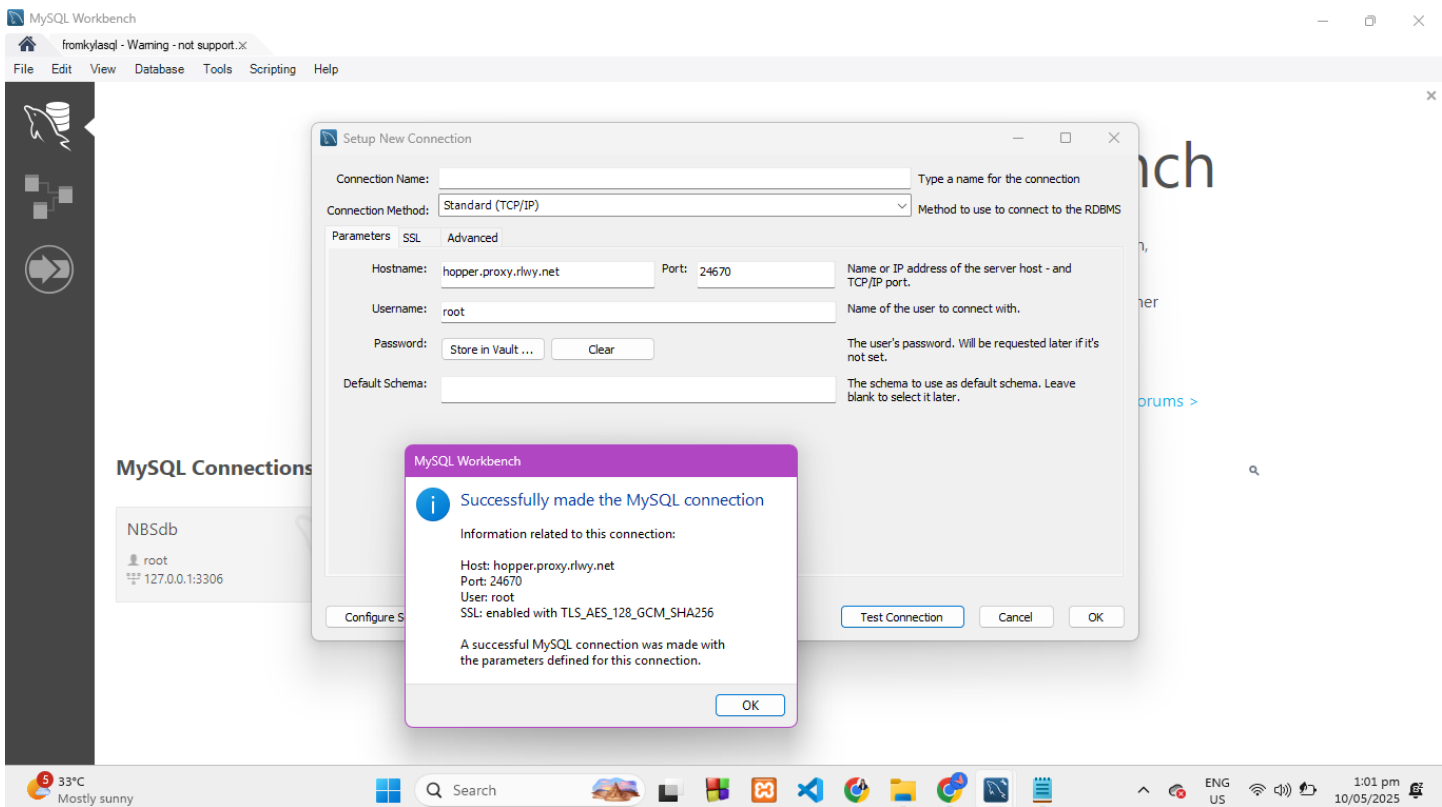 MySQL Workbench
fromkylasql - Warning - not support...
File Edit View Database Tools Scripting Help
Setup New Connection
nch
Connection Name: Type a name for the connection
Connection Method: Standard (TCP/IP) Method to use to connect to the RDBMS
Parameters SSL Advanced
Hostname: hopper.proxy.rlwy.net Port: 24670 Name or IP address of the server host - and
TCP/IP port.
Username: root Name of the user to connect with.
her
Password: Store in Vault ... Clear The user's password. Will be requested later if it's
not set.
Default Schema: The schema to use as default schema. Leave
blank to select it later.
orums >
MySQL Connections
NBSdb
root
127.0.0.1:3306
MySQL Workbench
Successfully made the MySQL connection
Information related to this connection:
Host: hopper.proxy.rlwy.net
Port: 24670
User: root
SSL: enabled with TLS_AES_128_GCM_SHA256
A successful MySQL connection was made with
the parameters defined for this connection.
OK
Configure S Test Connection Cancel OK
5 33°C
Mostly sunny
Search
ENG
US
1:01 pm
10/05/2025